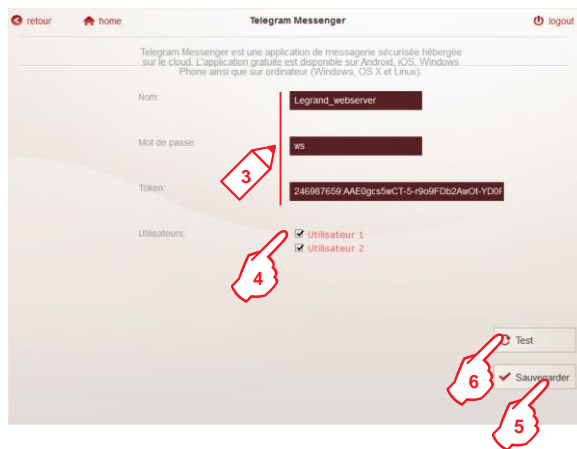 retour
home
Telegram Messenger
logout
Telegram Messenger est une application de messagerie sécurisée hébergée
sur le cloud. L'application gratuite est disponible sur Android, iOS, Windows
Phone ainsi que sur ordinateur (Windows, OS X et Linux).
Nom:
Legrand_webserver
Mot de passe:
ws
3
Token:
246987659:AAE0gcs5wCT-5-r9o9FDb2AwOt-YD0F
Utilisateurs:
Utilisateur 1
Utilisateur 2
4
Test
6
Sauvegarder
5